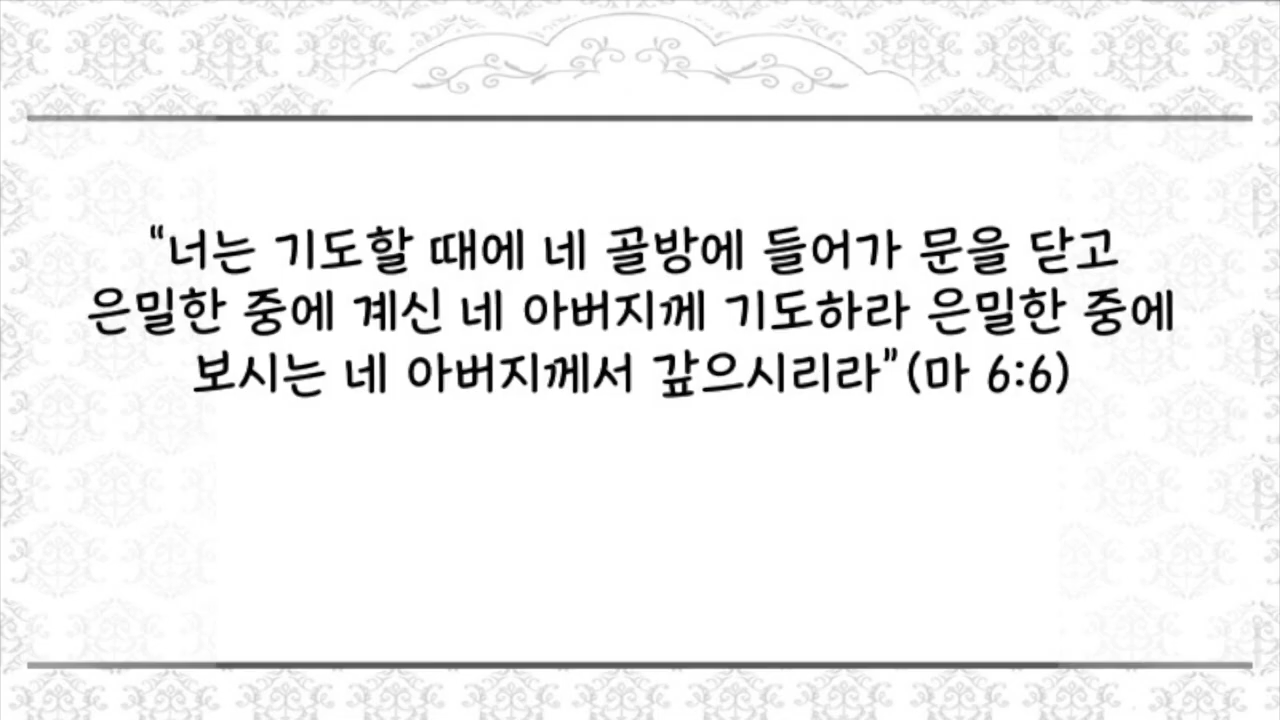 “너는 기도할 때에 네 골방에 들어가 문을 닫고
은밀한 중에 계신 네 아버지께 기도하라 은밀한 중에
보시는 네 아버지께서 갚으시리라”(마 6:6)